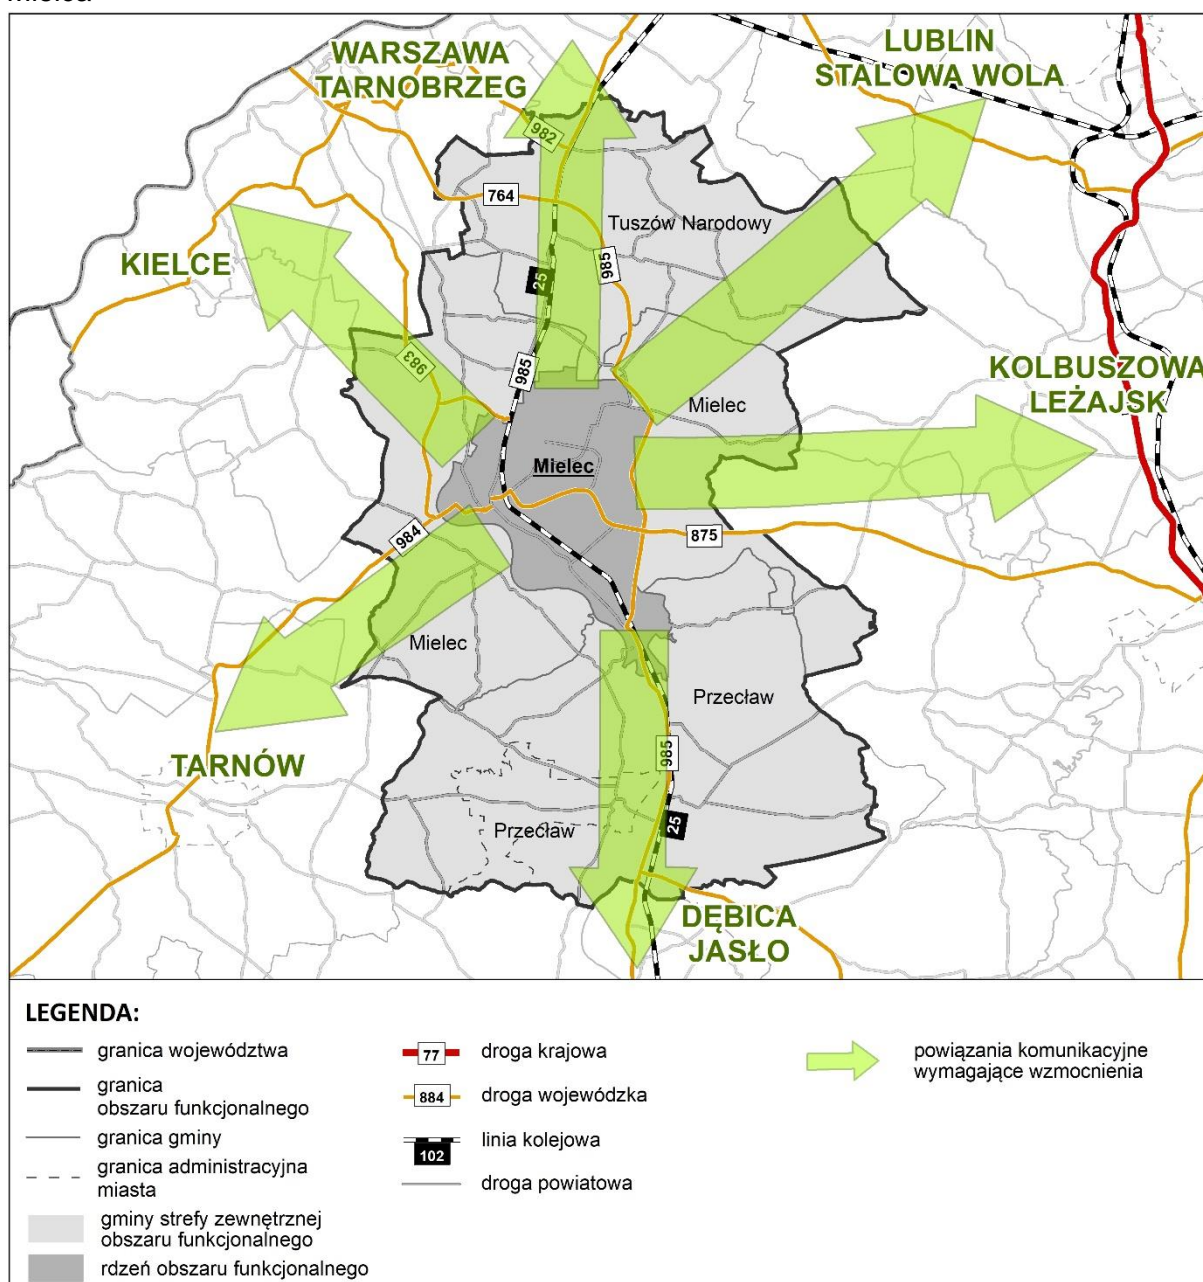 Mielca
WARSZAWA
TARNOBRZEG
LUBLIN
STALOWA WOLA
982
764
Tuszów Narodowy
KIELCE
985
25
983
985
KOLBUSZOWA
LEŻAJSK
Mielec
Mielec
984
875
Mielec
Przecław
TARNÓW
985
25
Przecław
DĘBICA
JASŁO
LEGENDA:
granica województwa
granica
obszaru funkcjonalnego
granica gminy
granica administracyjna
miasta
gminy strefy zewnętrznej
obszaru funkcjonalnego
rdzeń obszaru funkcjonalnego
77
droga krajowa
884
droga wojewódzka
linia kolejowa
102
droga powiatowa
powiązania komunikacyjne
wymagające wzmocnienia